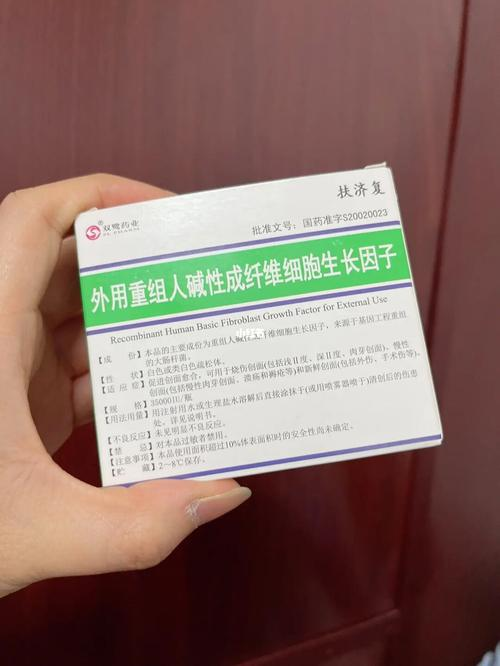 扶济复
双鹭药业®
SL PHARM
批准文号：国药准字S20020023
外用重组人碱性成纤维细胞生长因子
小红书
Recombinant Human Basic Fibroblast Growth Factor for External Use
【成 份】本品的主要成份为重组人碱性成纤维细胞生长因子，来源于基因工程重组
的大肠杆菌。
【性 状】白色或类白色疏松体。
【适 应 症】促进创面愈合，可用于烧伤创面(包括浅Ⅱ度、深Ⅱ度、肉芽创面)、慢性
创面(包括慢性肉芽创面、溃疡和褥疮等)和新鲜创面(包括外伤、手术伤等)。
【规 格】35000IU/瓶
【用法用量】用注射用水或生理盐水溶解后直接涂抹于(或用喷雾器喷于)清创后的伤患
处。详见说明书。
【不良反应】未见明显不良反应。
【禁 忌】对本品过敏者禁用。
【注意事项】本品使用面积超过10%体表面积时的安全性尚未确定。
【贮 藏】2～8℃保存。